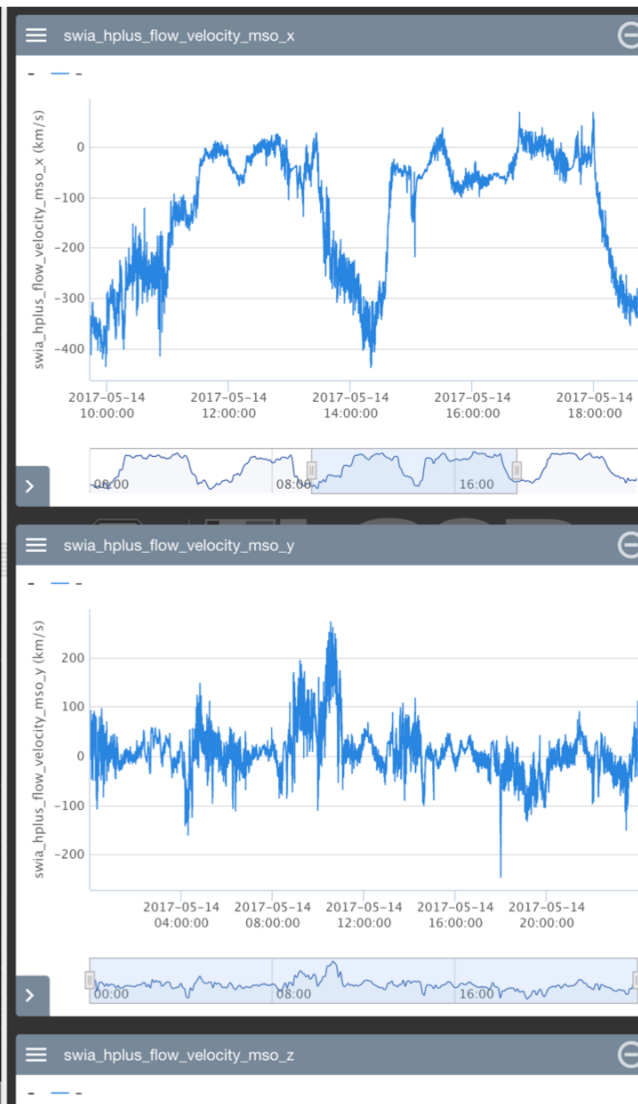 swia_hplus_flow_velocity_mso_x
- -
swia_hplus_flow_velocity_mso_x (km/s)
0
-100
-200
-300
-400
2017-05-14 2017-05-14 2017-05-14 2017-05-14 2017-05-14
10:00:00 12:00:00 14:00:00 16:00:00 18:00:00
00:00 08:00 16:00
swia_hplus_flow_velocity_mso_y
- -
swia_hplus_flow_velocity_mso_y (km/s)
200
100
0
-100
-200
2017-05-14 2017-05-14 2017-05-14 2017-05-14 2017-05-14
04:00:00 08:00:00 12:00:00 16:00:00 20:00:00
00:00 08:00 16:00
swia_hplus_flow_velocity_mso_z
- -